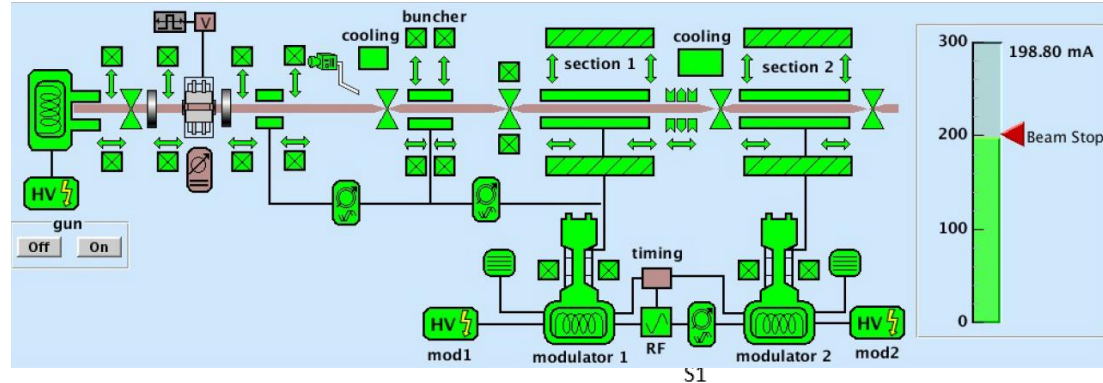 V
buncher
cooling
cooling
section 1
section 2
HV
gun
Off
On
timing
HV
mod1
modulator 1
RF
modulator 2
HV
mod2
300
198.80 mA
200
Beam Stop
100
0
S1